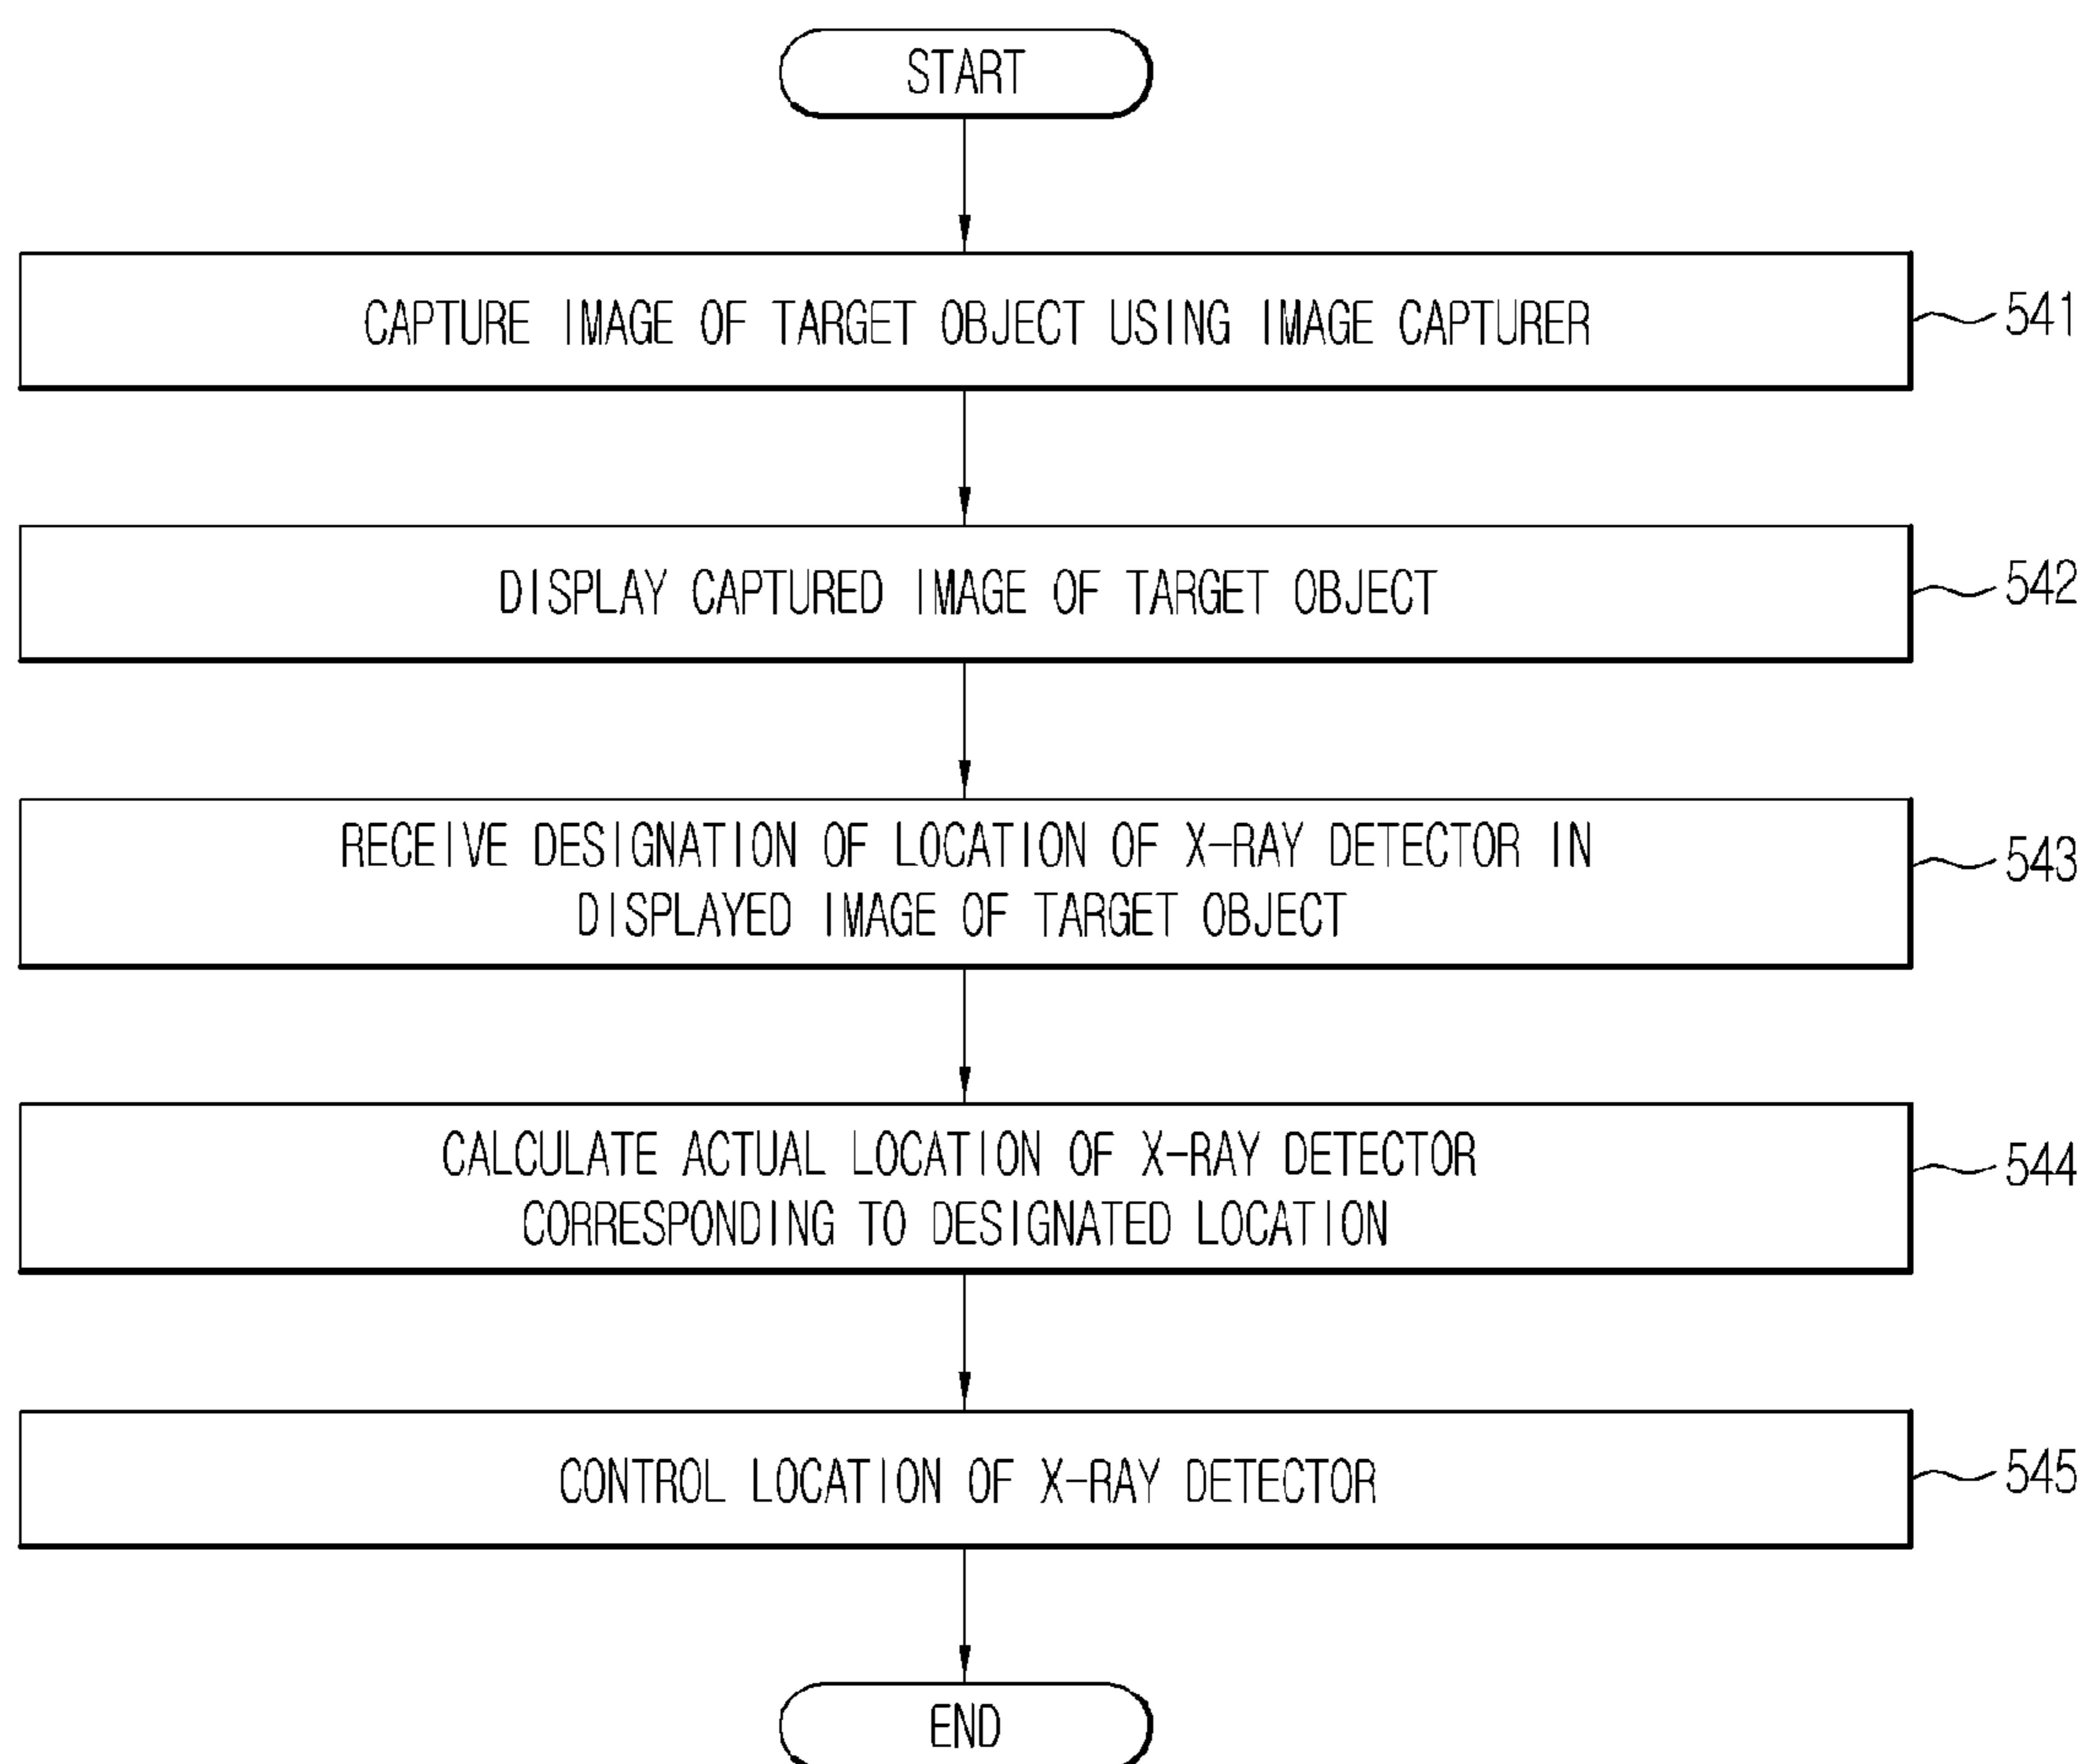 START
CAPTURE IMAGE OF TARGET OBJECT USING IMAGE CAPTURER
541
DISPLAY CAPTURED IMAGE OF TARGET OBJECT
542
RECEIVE DESIGNATION OF LOCATION OF X-RAY DETECTOR IN
DISPLAYED IMAGE OF TARGET OBJECT
543
CALCULATE ACTUAL LOCATION OF X-RAY DETECTOR
CORRESPONDING TO DESIGNATED LOCATION
544
CONTROL LOCATION OF X-RAY DETECTOR
545
END